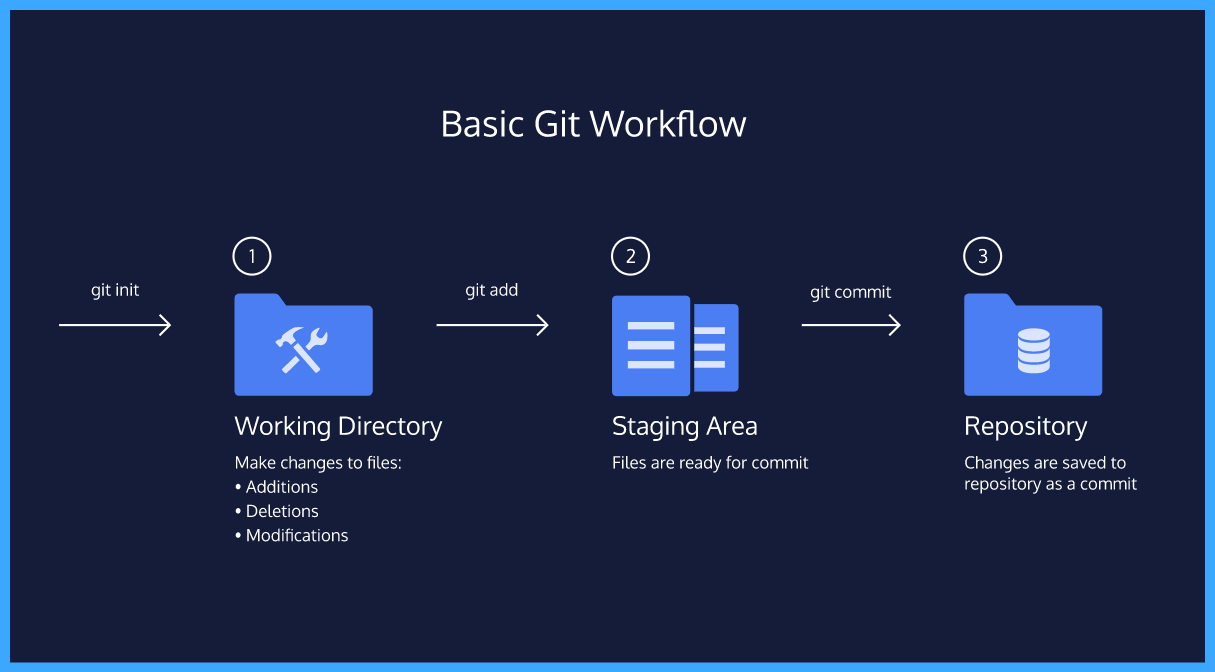 Basic Git Workflow
1
2
3
git init
git add
git commit
Working Directory
Make changes to files:
• Additions
• Deletions
• Modifications
Staging Area
Files are ready for commit
Repository
Changes are saved to
repository as a commit